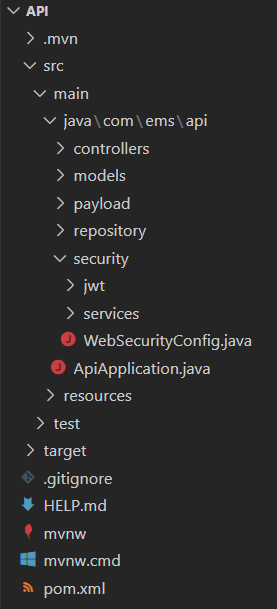 API
.mvn
src
main
java\com\ems\api
controllers
models
payload
repository
security
jwt
services
WebSecurityConfig.java
ApiApplication.java
resources
test
target
.gitignore
HELP.md
mvnw
mvnw.cmd
pom.xml